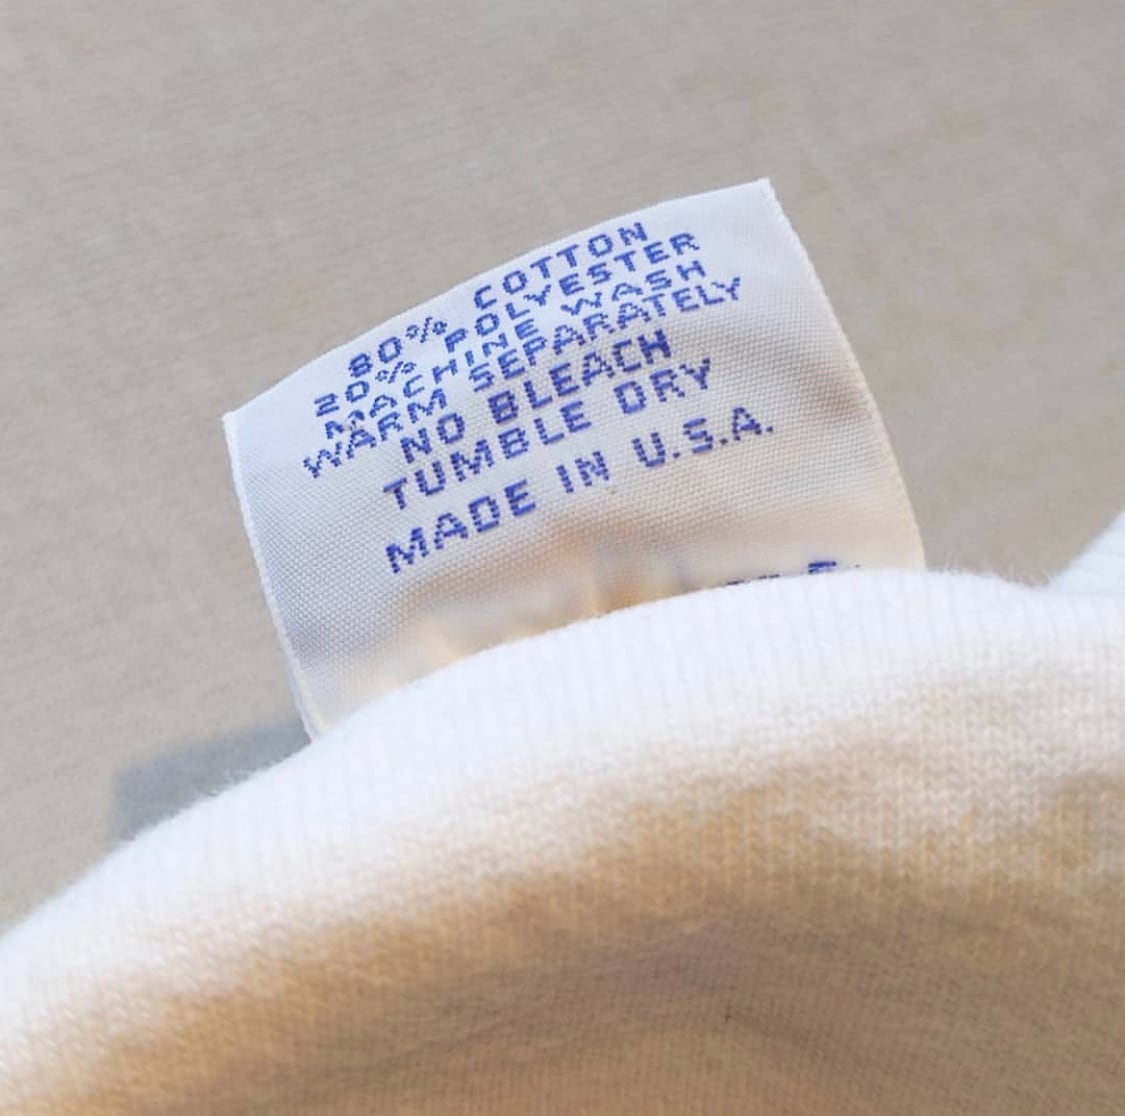 80% COTTON
20% POLYESTER
MACHINE WASH
WARM SEPARATELY
NO BLEACH
TUMBLE DRY
MADE IN U.S.A.